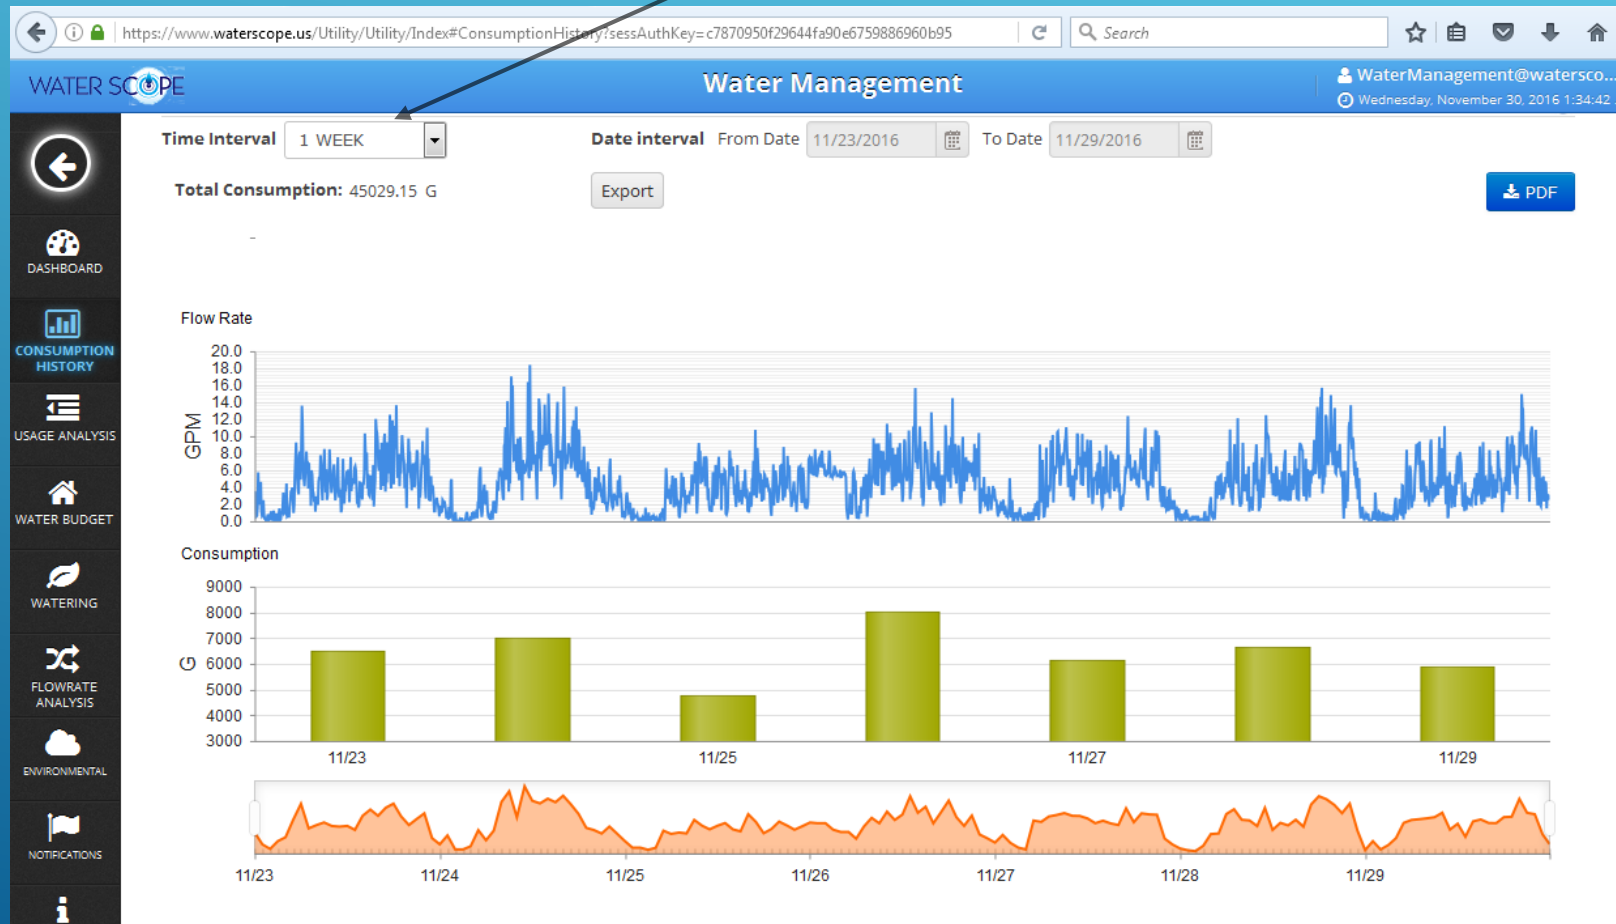 https://www.waterscope.us/Utility/Utility/Index#ConsumptionHistory?sessAuthKey=c7870950f29644fa90e6759886960b95
Search
WATER SCOPE
Water Management
WaterManagement@watersco...
Wednesday, November 30, 2016 1:34:42
Time Interval 1 WEEK Date interval From Date 11/23/2016 To Date 11/29/2016
Total Consumption: 45029.15 G Export PDF
DASHBOARD
CONSUMPTION
HISTORY
USAGE ANALYSIS
WATER BUDGET
WATERING
FLOWRATE
ANALYSIS
ENVIRONMENTAL
NOTIFICATIONS
Flow Rate
GPM
20.0
18.0
16.0
14.0
12.0
10.0
8.0
6.0
4.0
2.0
0.0
Consumption
G
9000
8000
7000
6000
5000
4000
3000
11/23 11/25 11/27 11/29
11/23 11/24 11/25 11/26 11/27 11/28 11/29